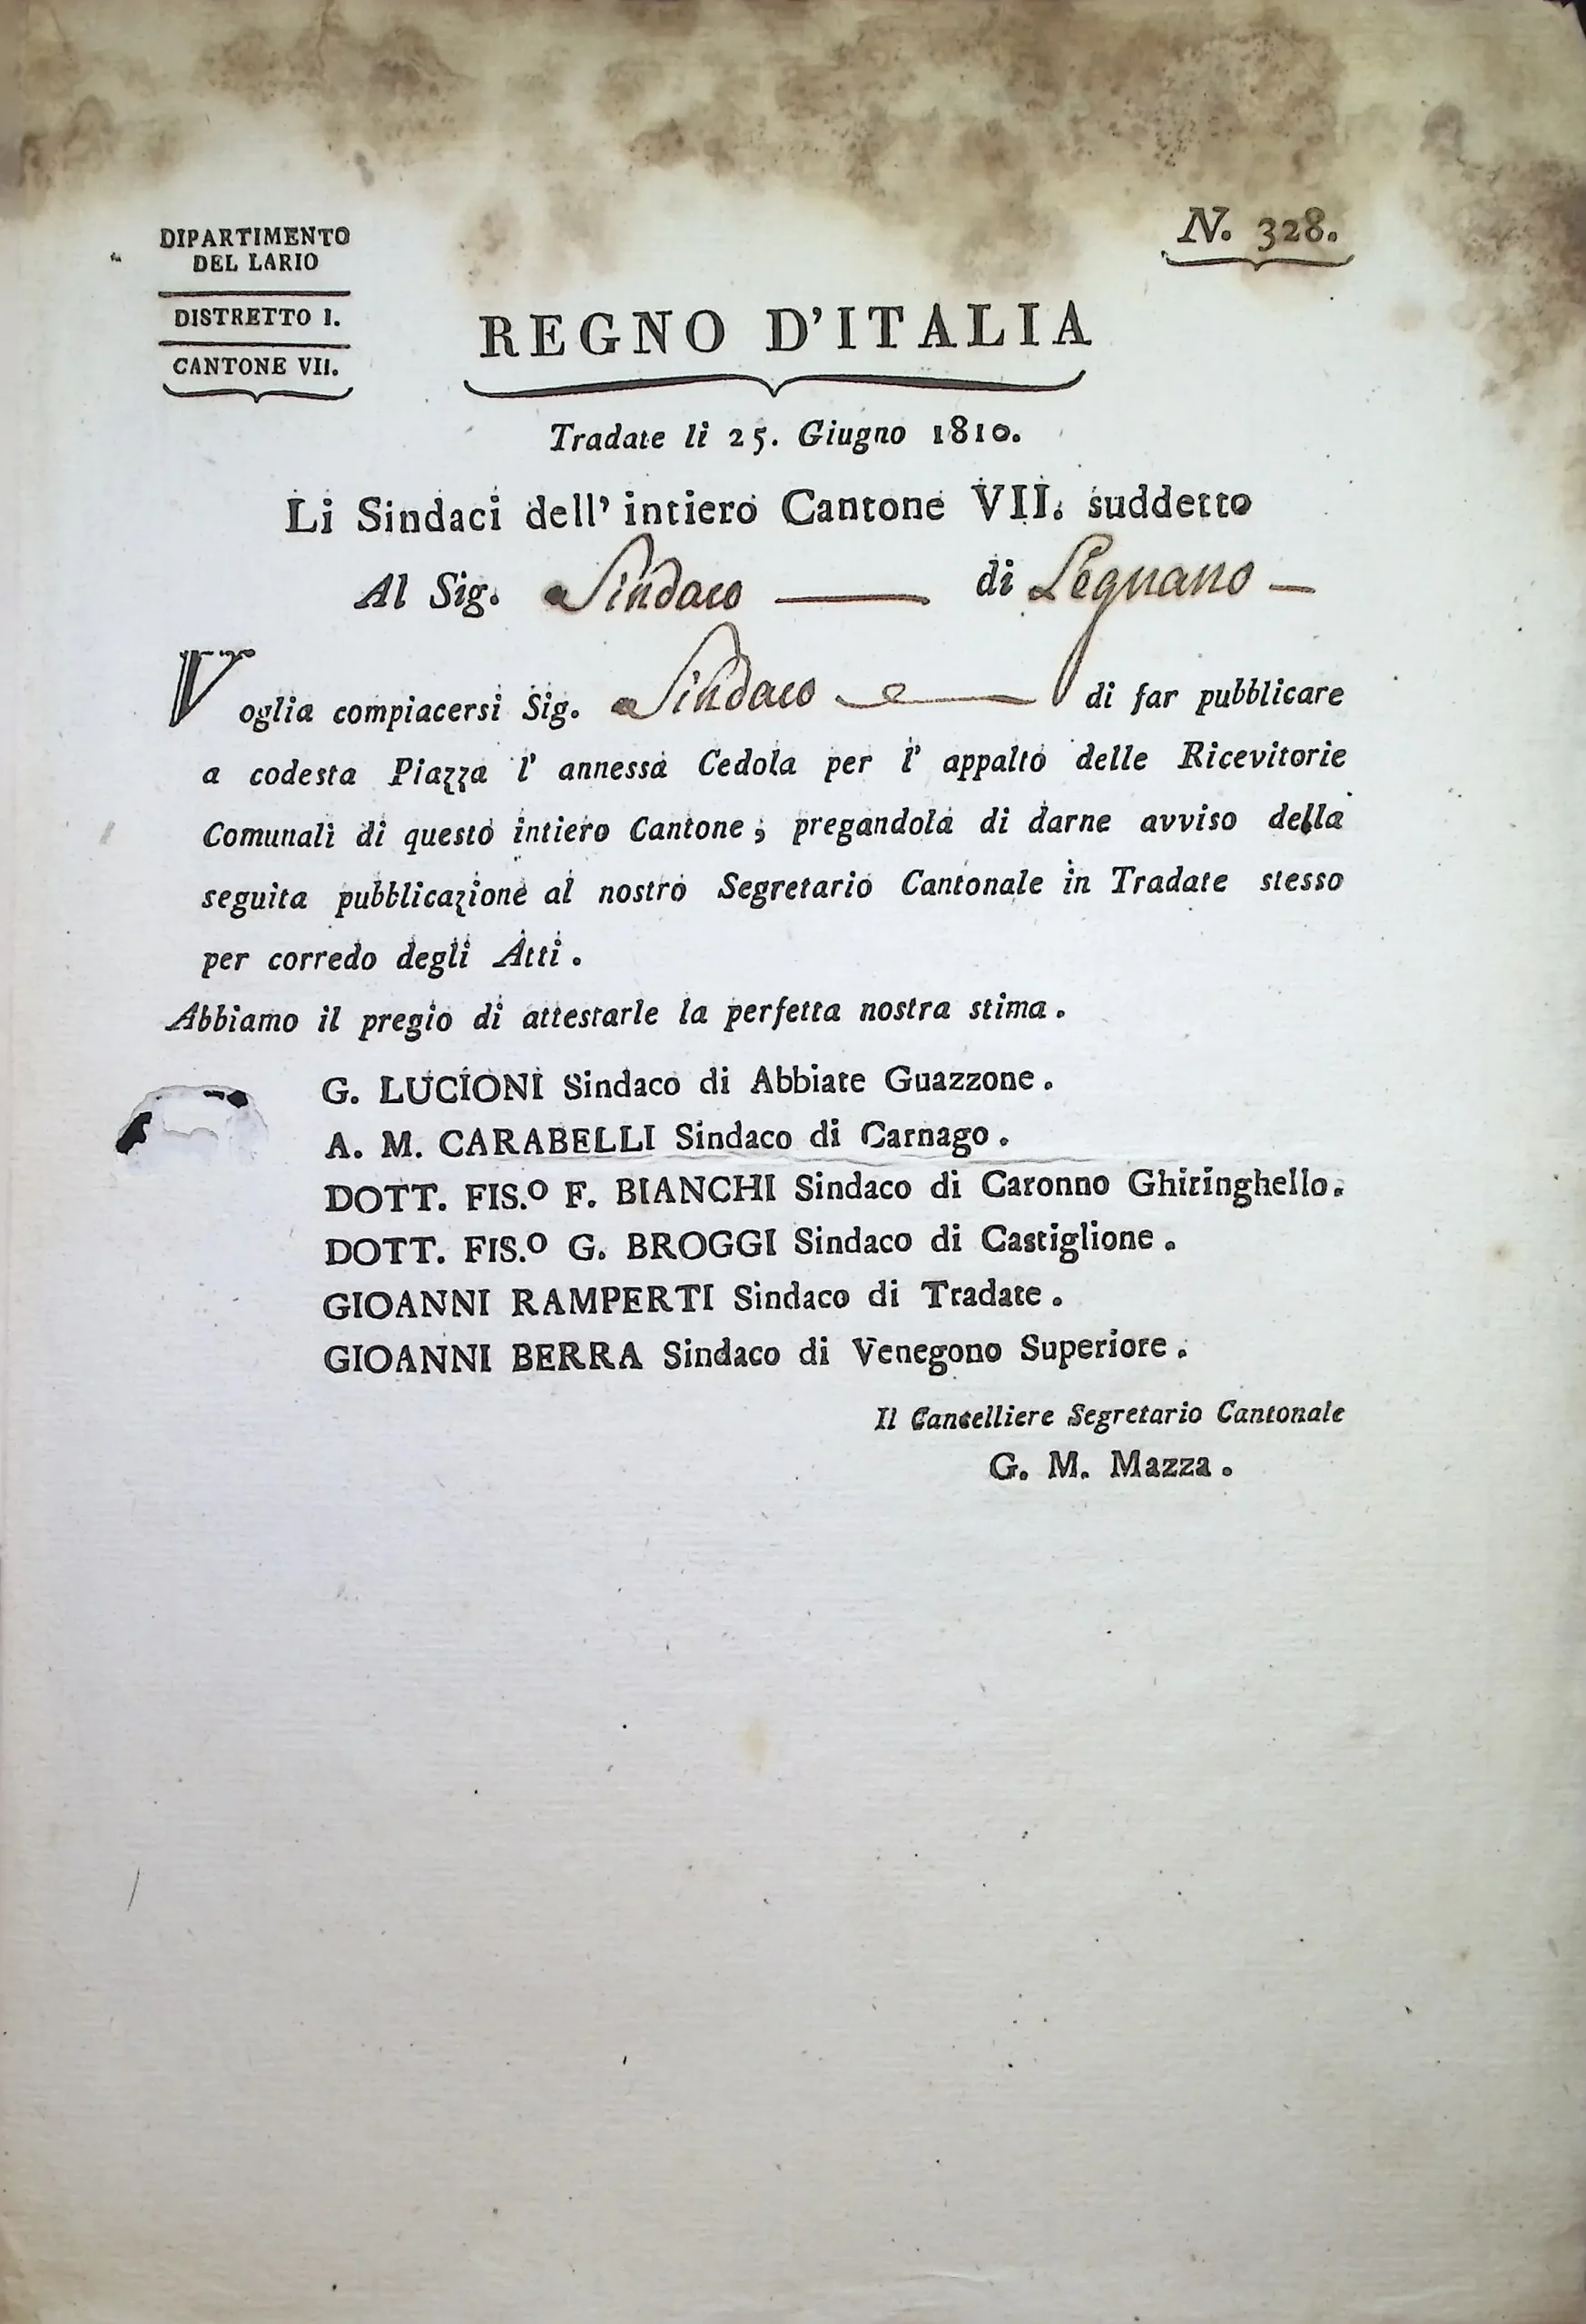 DIPARTIMENTO
DEL LARIO
DISTRETTO I.
CANTONE VII.
N. 328.
REGNO D'ITALIA
Tradate li 25. Giugno 1810.
Li Sindaci dell' intiero Cantone VII. suddetto
Al Sig. Sindaco — di Legnano —
Voglia compiacersi Sig. Sindaco — di far pubblicare
a codesta Piazza l' annessa Cedola per l' appalto delle Ricevitorie
Comunali di questo intiero Cantone; pregandola di darne avviso della
seguita pubblicazione al nostro Segretario Cantonale in Tradate stesso
per corredo degli Atti.
Abbiamo il pregio di attestarle la perfetta nostra stima.
G. LUCIONI Sindaco di Abbiate Guazzone.
A. M. CARABELLI Sindaco di Carnago.
DOTT. FIS.º F. BIANCHI Sindaco di Caronno Ghiringhello.
DOTT. FIS.º G. BROGGI Sindaco di Castiglione.
GIOANNI RAMPERTI Sindaco di Tradate.
GIOANNI BERRA Sindaco di Venegono Superiore.
Il Cancelliere Segretario Cantonale
G. M. Mazza.